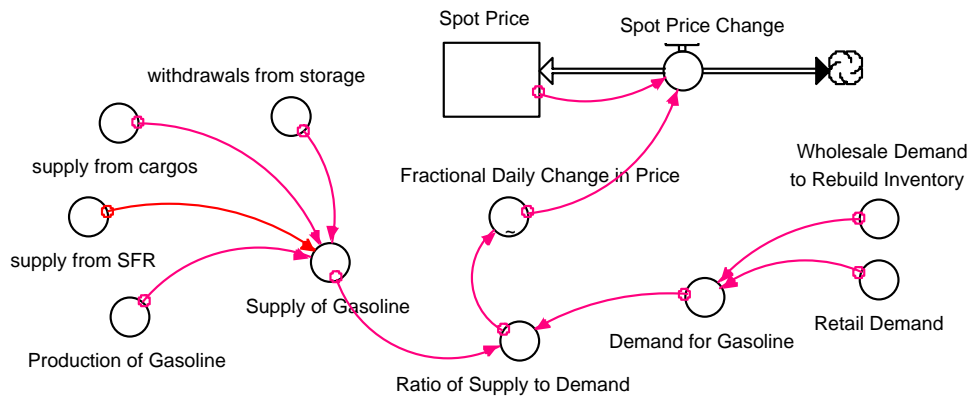 Spot Price
Spot Price Change
withdrawals from storage
supply from cargos
Fractional Daily Change in Price
Wholesale Demand
to Rebuild Inventory
~
supply from SFR
Supply of Gasoline
Production of Gasoline
Demand for Gasoline
Retail Demand
Ratio of Supply to Demand